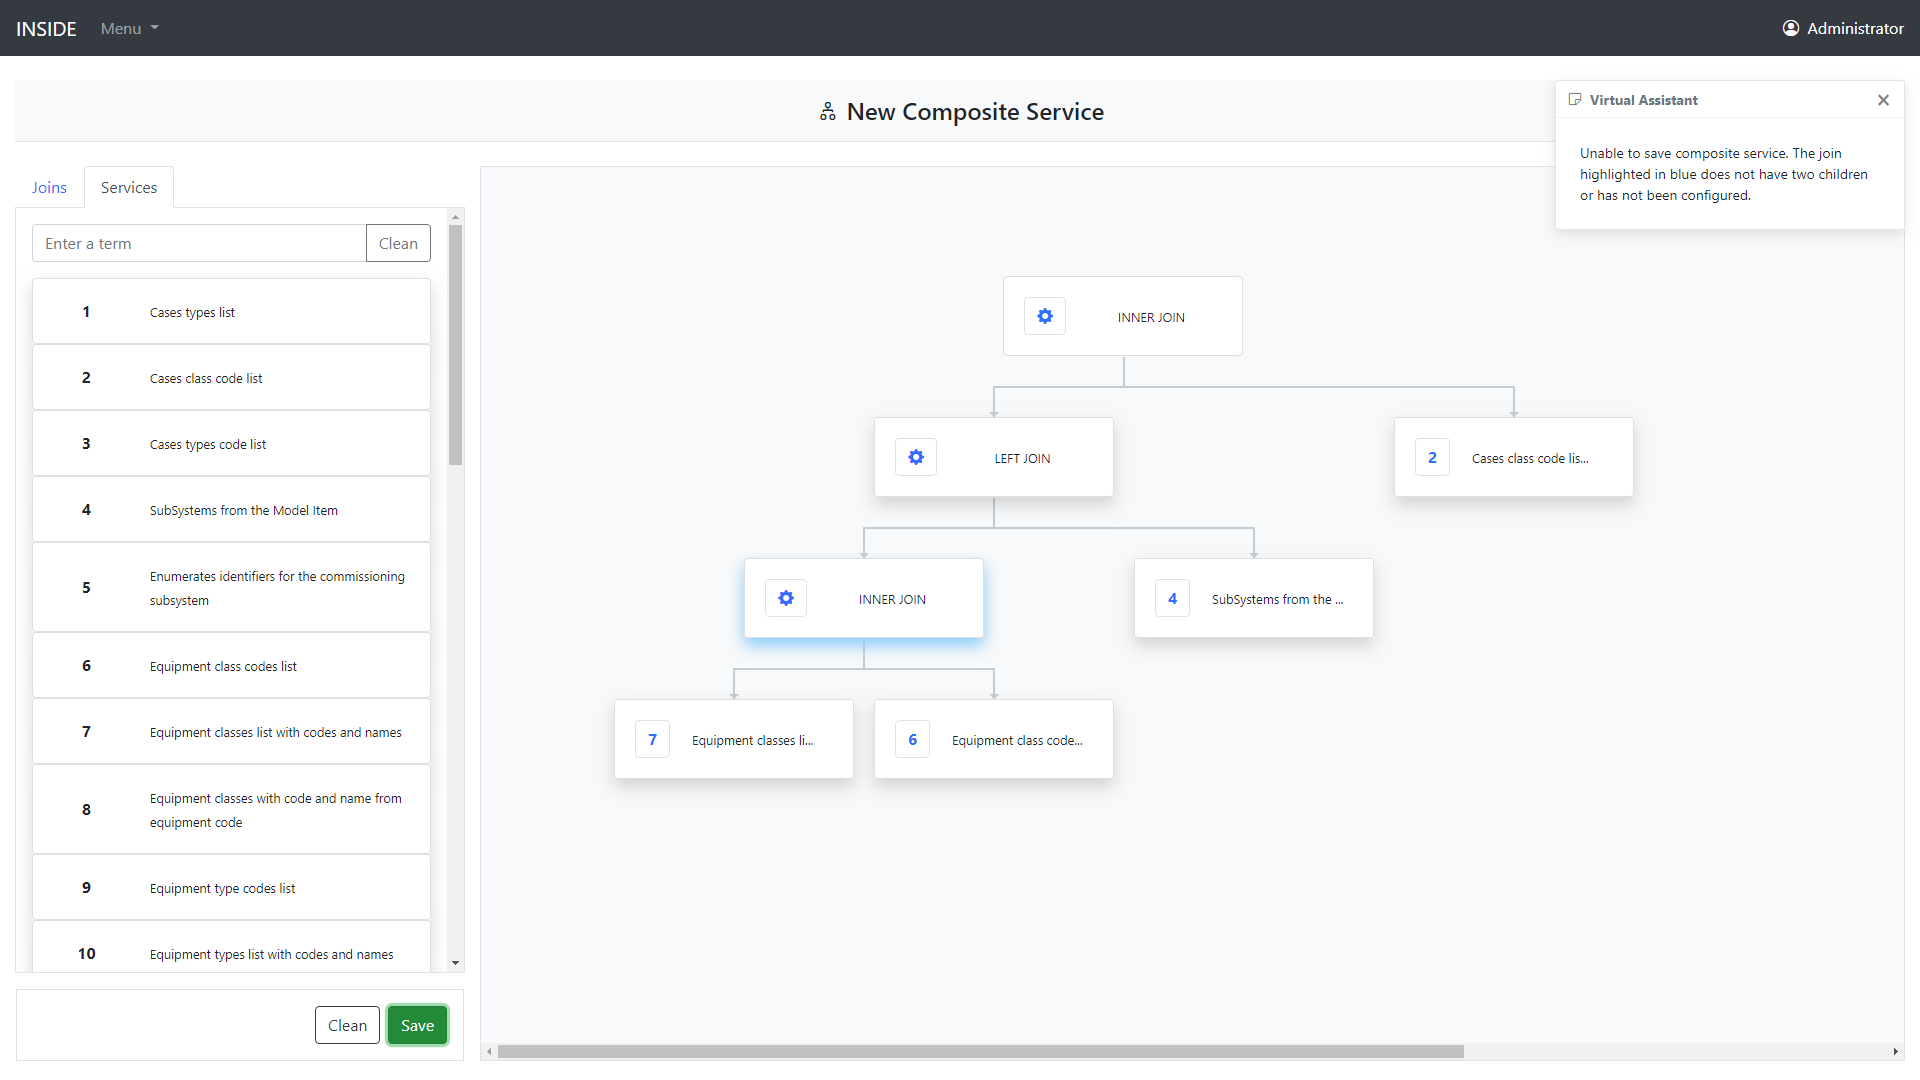 INSIDE Menu Administrator
New Composite Service
Virtual Assistant
Unable to save composite service. The join
highlighted in blue does not have two children
or has not been configured.
Joins Services
Enter a term Clean
1 Cases types list
2 Cases class code list
3 Cases types code list
4 SubSystems from the Model Item
5 Enumerates identifiers for the commissioning
subsystem
6 Equipment class codes list
7 Equipment classes list with codes and names
8 Equipment classes with code and name from
equipment code
9 Equipment type codes list
10 Equipment types list with codes and names
Clean Save
INNER JOIN
LEFT JOIN
2 Cases class code lis...
INNER JOIN
4 SubSystems from the ...
7 Equipment classes li...
6 Equipment class code...